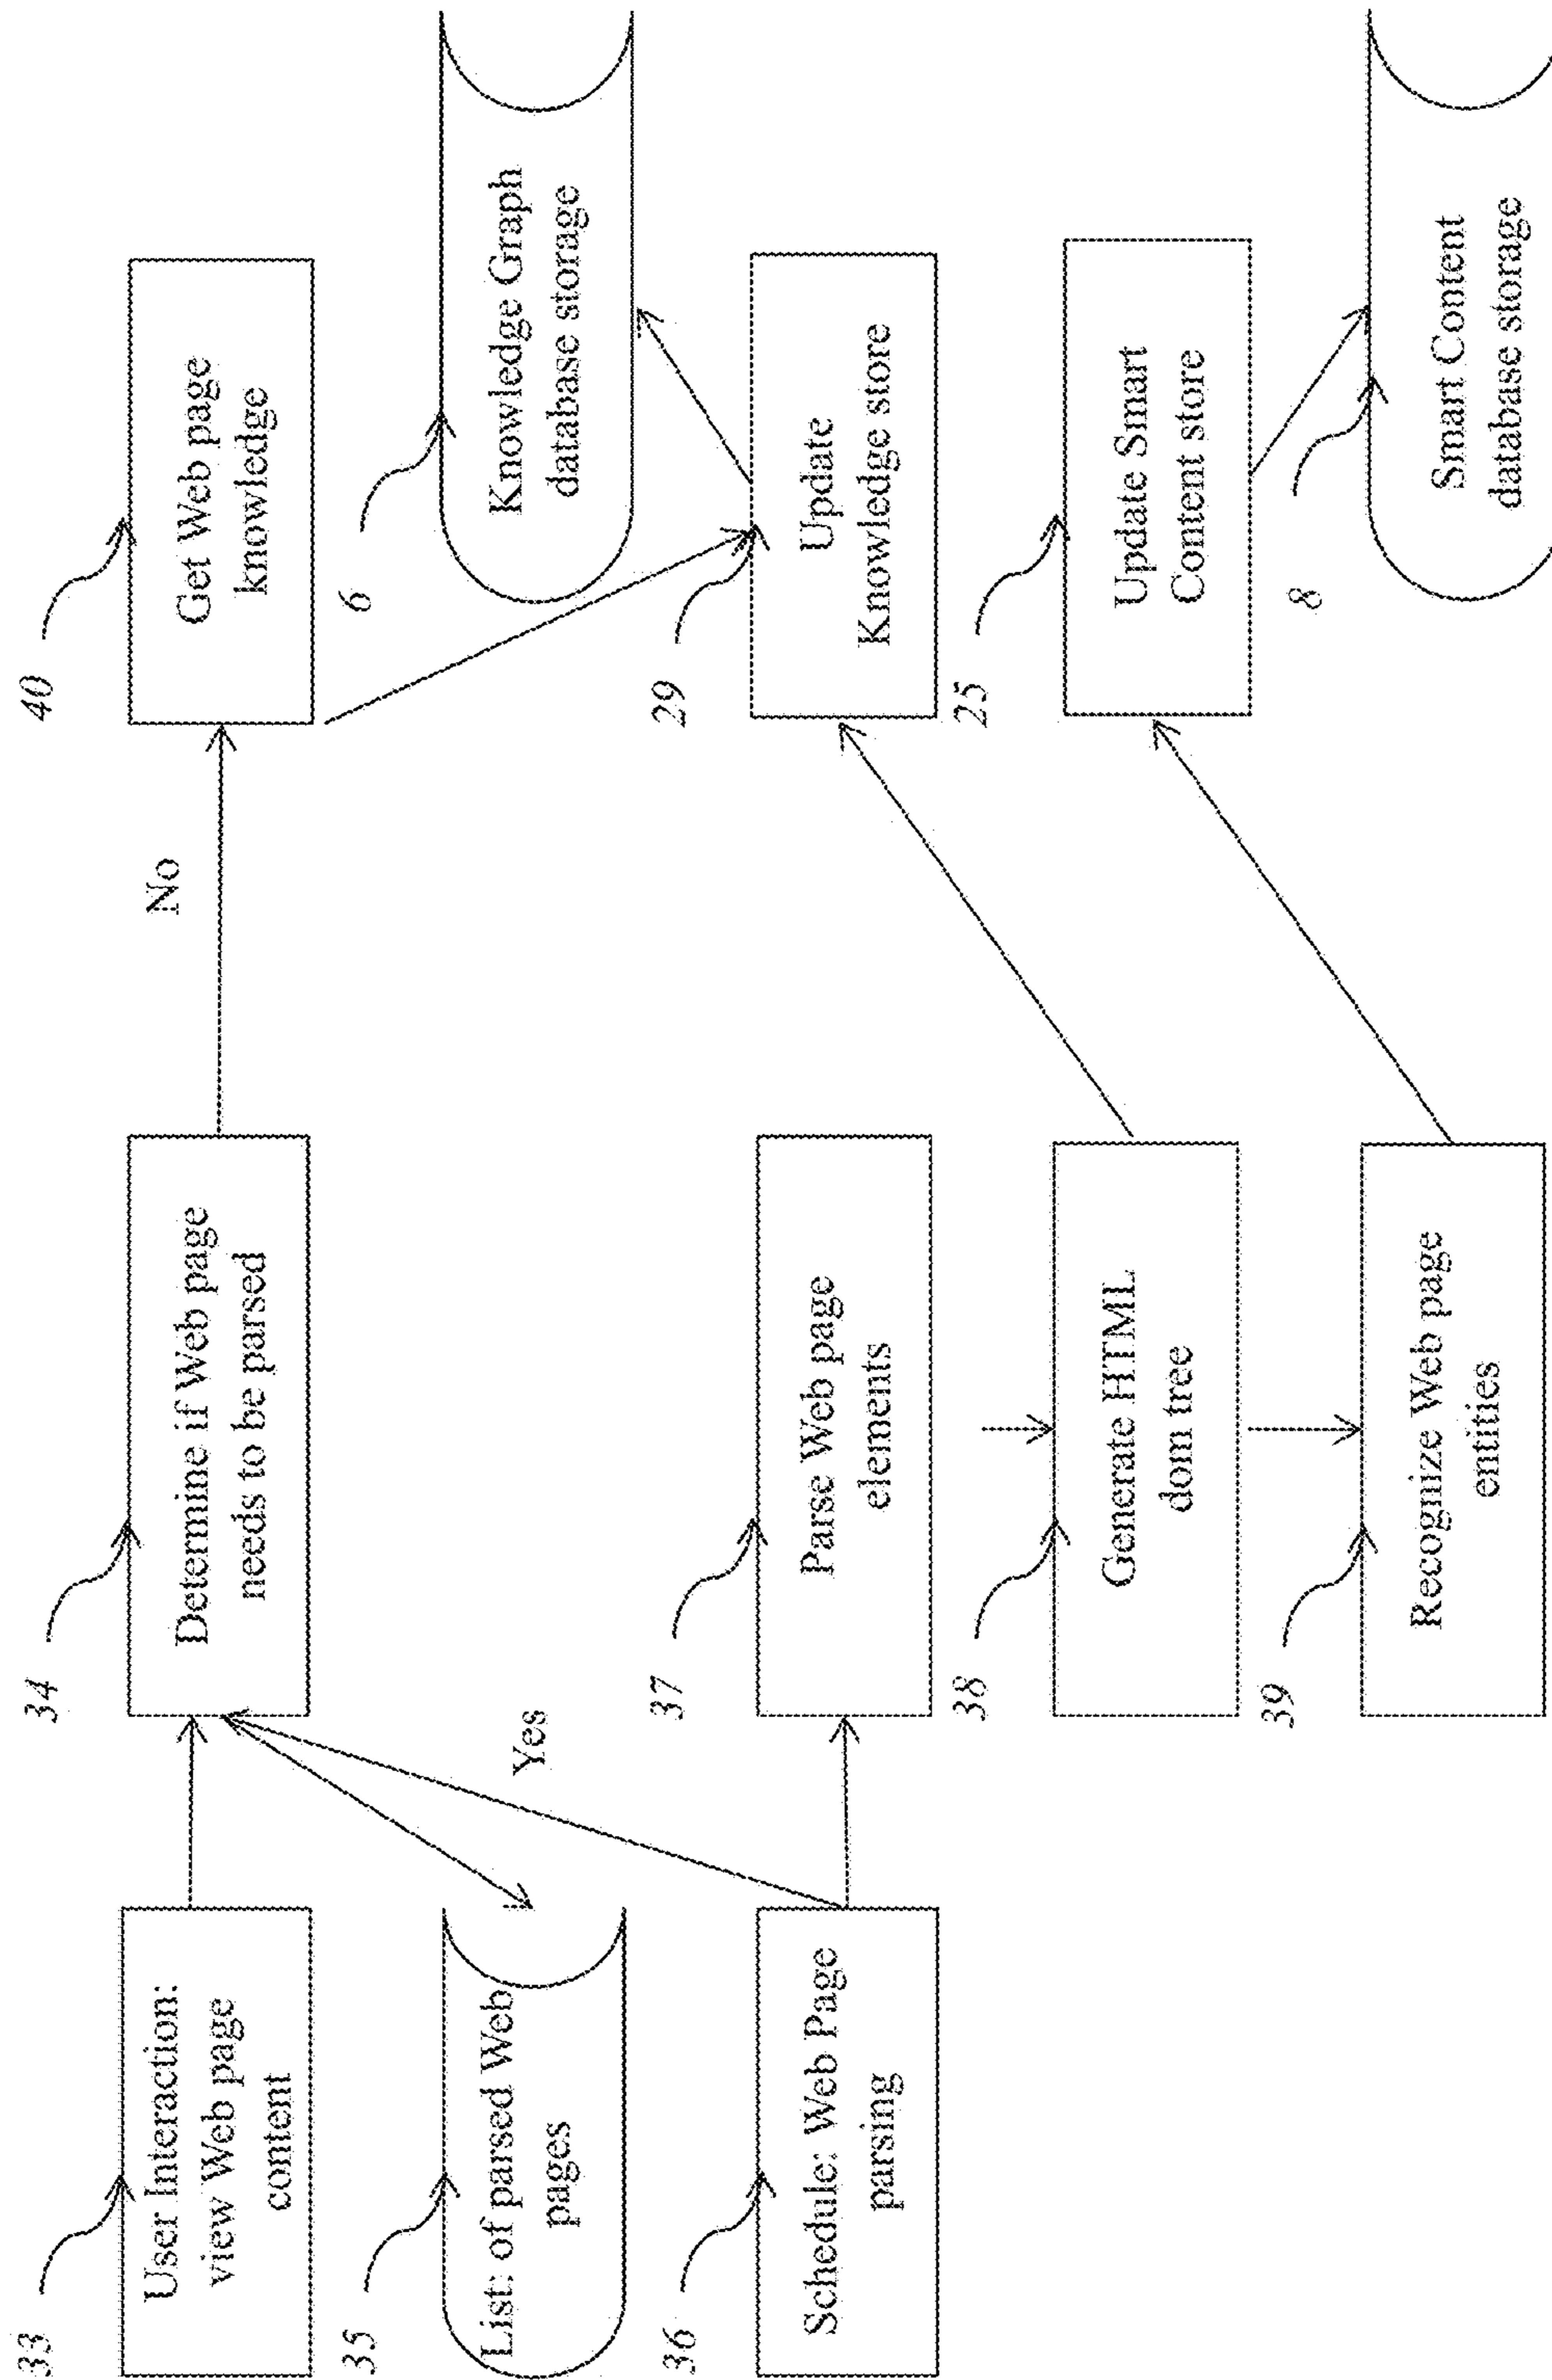 33
User Interaction:
view Web page
content
34
Determine if Web page
needs to be parsed
No
40
Get Web page
knowledge
35
List: of parsed Web
pages
Yes
6
Knowledge Graph
database storage
36
Schedule: Web Page
parsing
37
Parse Web page
elements
29
Update
Knowledge store
38
Generate HTML
dom tree
25
Update Smart
Content store
39
Recognize Web page
entities
8
Smart Content
database storage